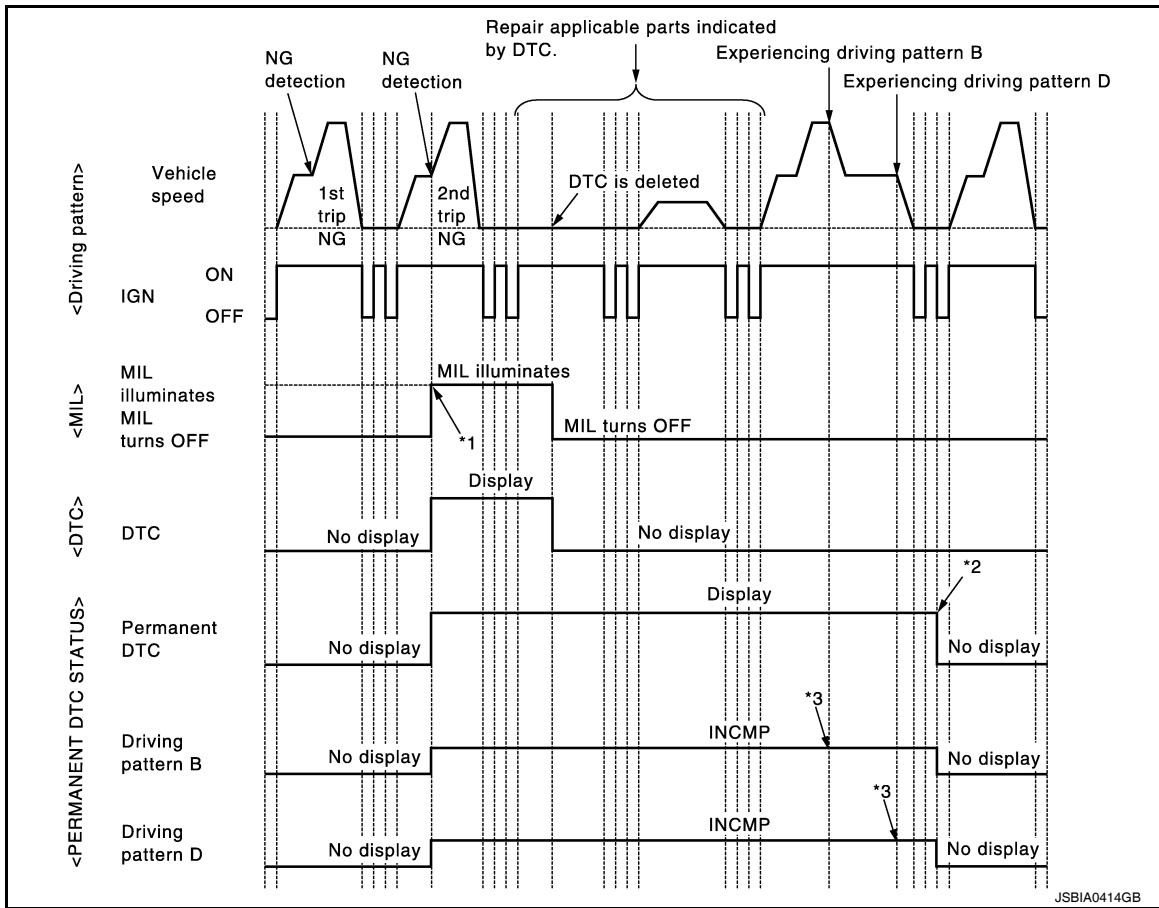 Repair applicable parts indicated
by DTC.
Experiencing driving pattern B
Experiencing driving pattern D
NG
detection
NG
detection
<Driving pattern>
Vehicle
speed
1st
trip
NG
2nd
trip
NG
DTC is deleted
IGN
ON
OFF
<MIL>
MIL
illuminates
MIL
turns OFF
MIL illuminates
*1
MIL turns OFF
<DTC>
DTC
No display
Display
No display
<PERMANENT DTC STATUS>
Permanent
DTC
No display
Display
*2
No display
Driving
pattern B
No display
INCMP
*3
No display
Driving
pattern D
No display
INCMP
*3
No display
JSBIA0414GB